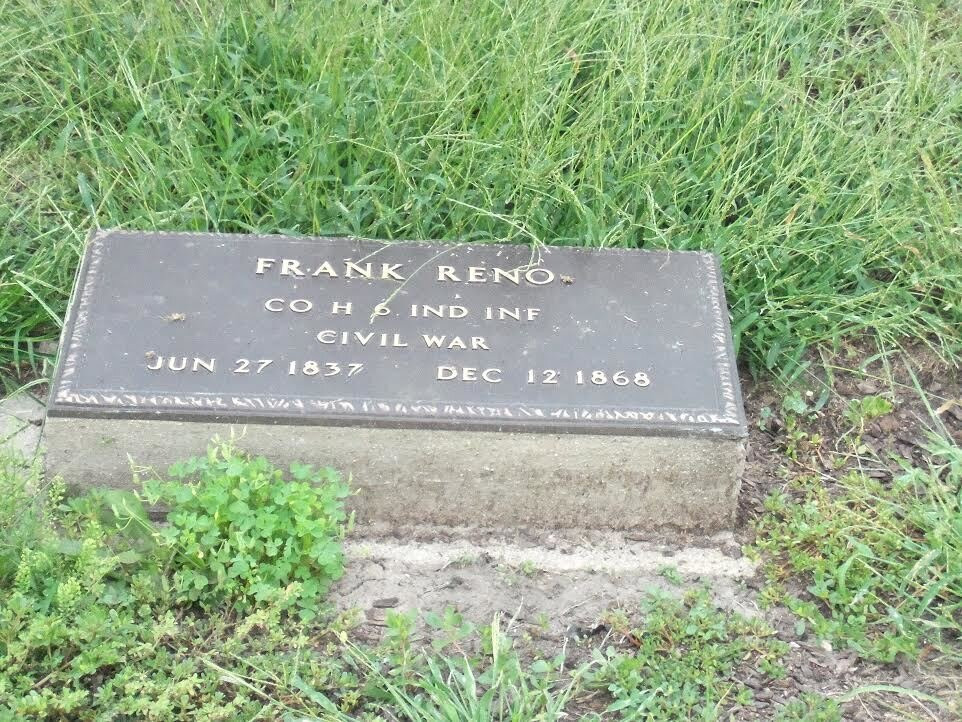 FRANK RENO
CO H 6 IND INF
CIVIL WAR
JUN 27 1837 DEC 12 1868